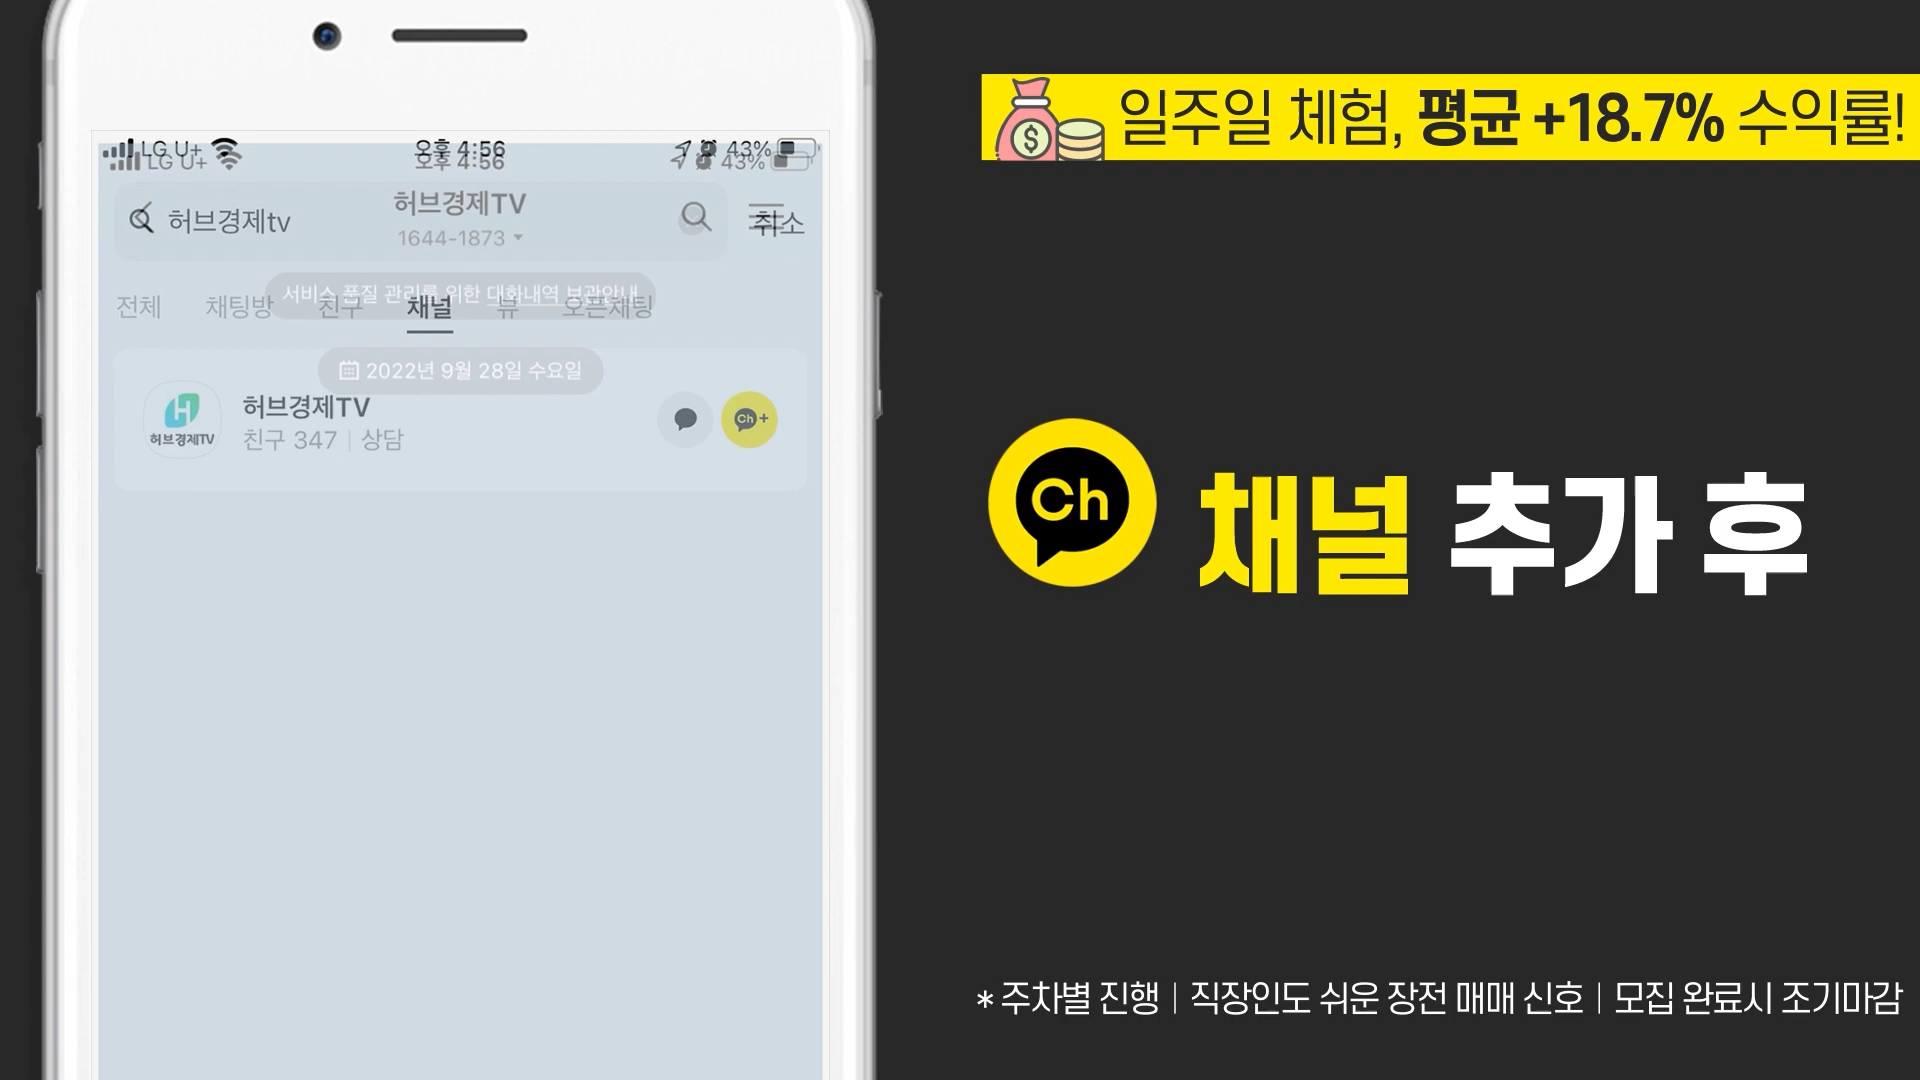 LG U+
오후 4:56
43%
LG U+
오후 4:56
43%
허브경제tv
허브경제TV
취소
1644-1873
서비스 품질 관리를 위한 대화내역 보관안내
전체 채팅방 친구 채널 뷰 오픈채팅
2022년 9월 28일 수요일
허브경제TV
허브경제TV
친구 347 | 상담
Ch+
일주일 체험, 평균 +18.7% 수익률!
Ch
채널 추가 후
* 주차별 진행 | 직장인도 쉬운 장전 매매 신호 | 모집 완료시 조기마감